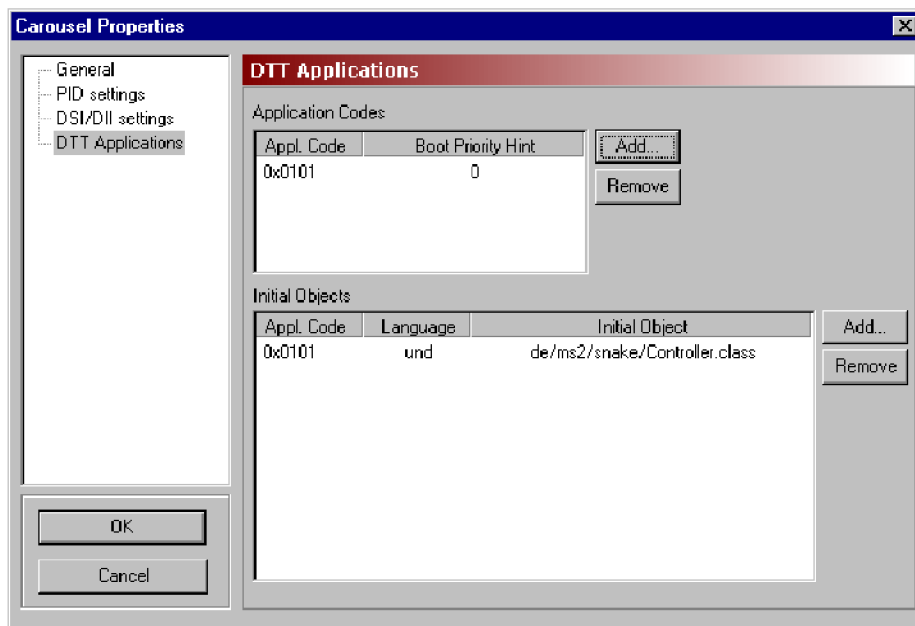 Carousel Properties
General
PID settings
DSI/DII settings
DTT Applications
OK
Cancel
DTT Applications
Application Codes
Appl. Code Boot Priority Hint
0x0101 0
Add...
Remove
Initial Objects
Appl. Code Language Initial Object
0x0101 und de/ms2/snake/Controller.class
Add...
Remove